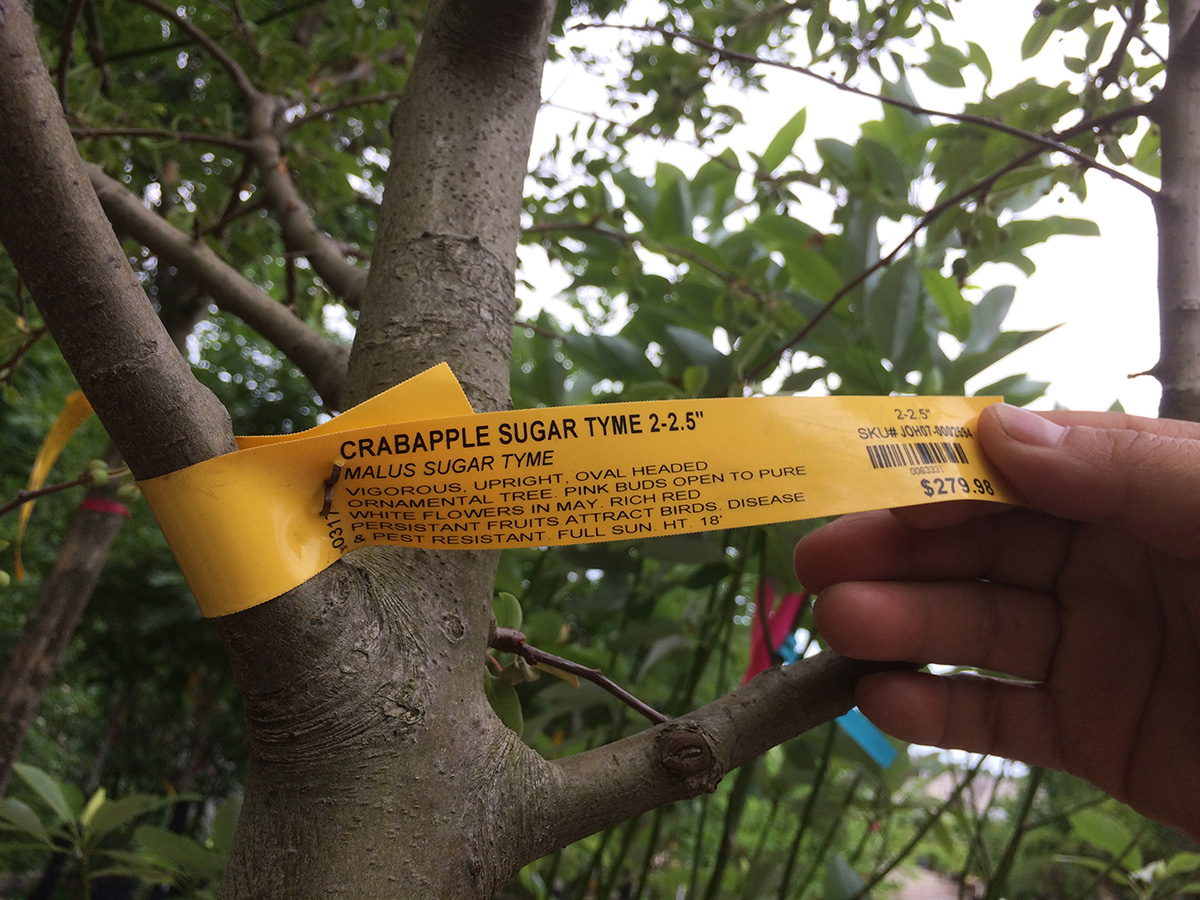 CRABAPPLE SUGAR TYME 2-2.5"
MALUS SUGAR TYME
VIGOROUS, UPRIGHT, OVAL HEADED
ORNAMENTAL TREE. PINK BUDS OPEN TO PURE
WHITE FLOWERS IN MAY. RICH RED
PERSISTANT FRUITS ATTRACT BIRDS. DISEASE
& PEST RESISTANT. FULL SUN. HT. 18'
2-2.5"
SKU#
0063331
$279.98